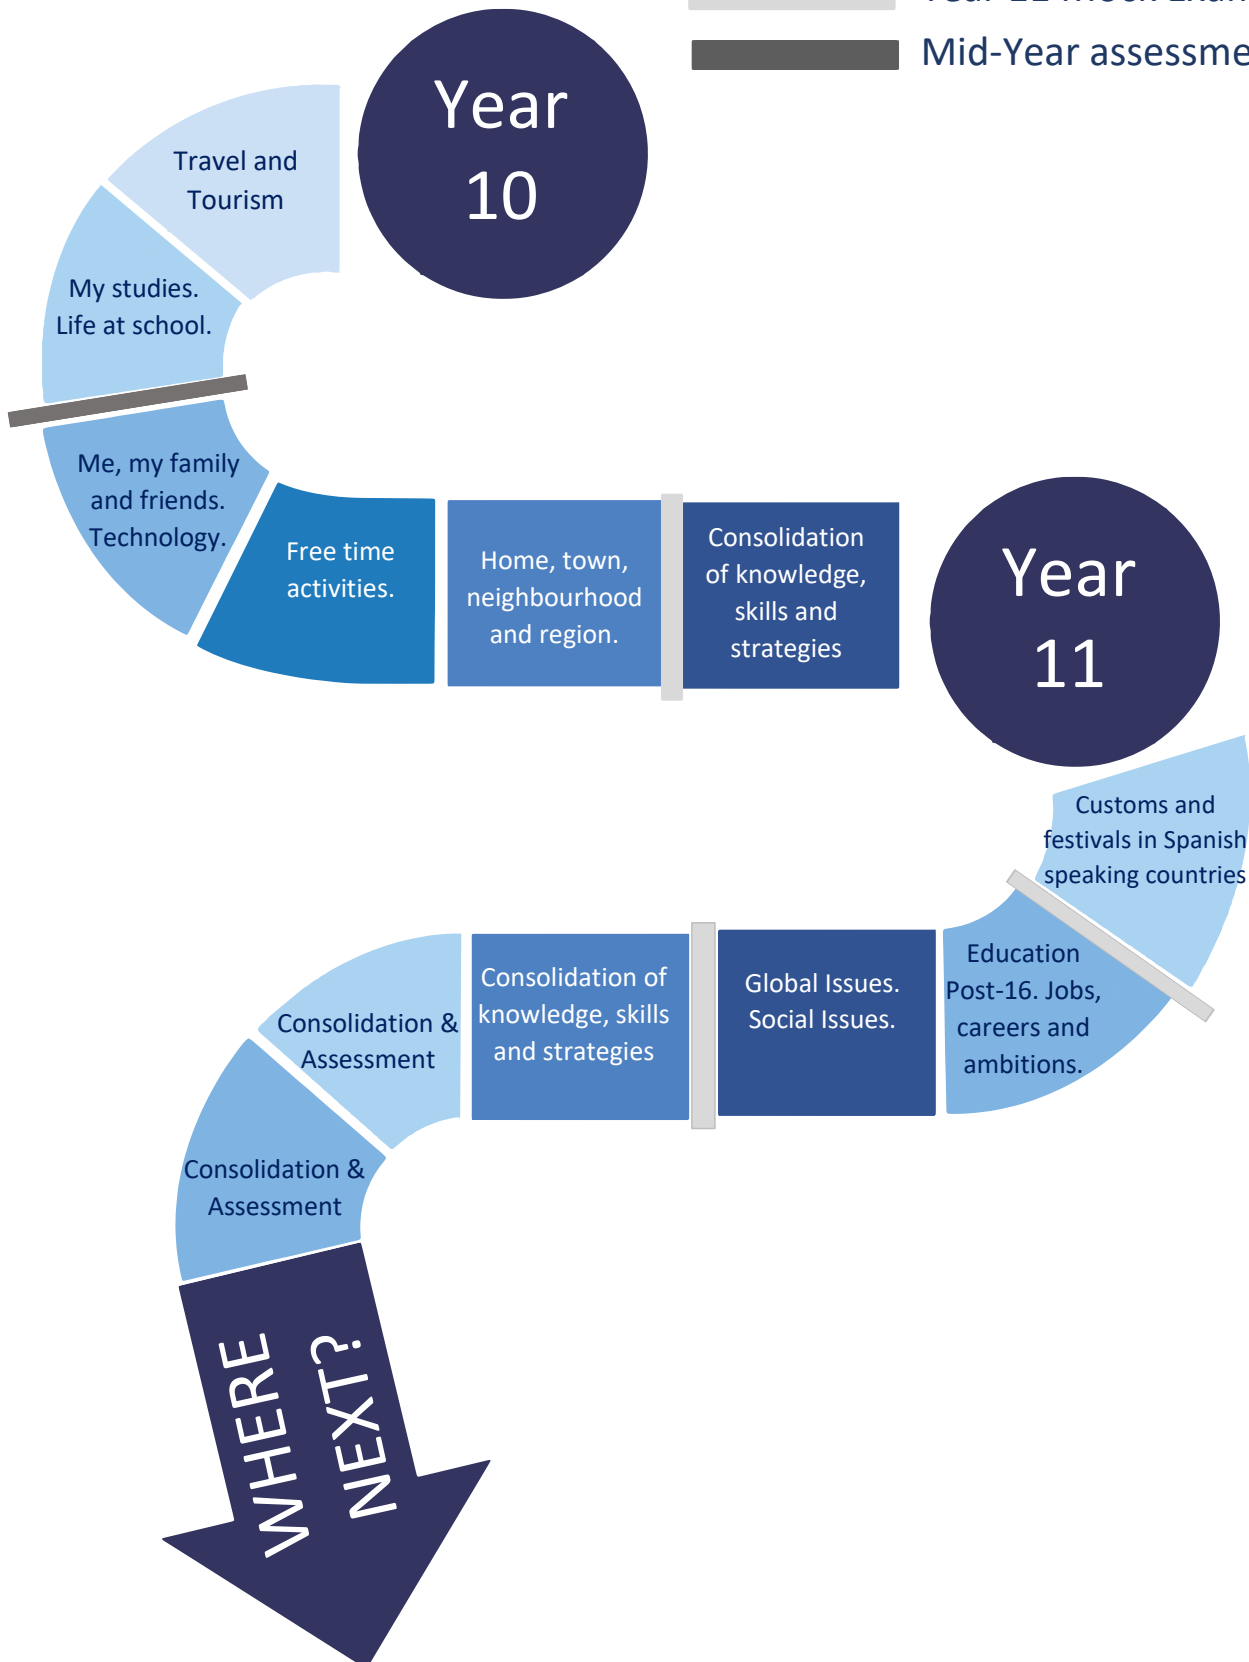 Mid-Year assessme
Year
10
Travel and
Tourism
My studies.
Life at school.
Me, my family
and friends.
Technology.
Free time
activities.
Home, town,
neighbourhood
and region.
Consolidation
of knowledge,
skills and
strategies
Year
11
Customs and
festivals in Spanish
speaking countries
Education
Post-16. Jobs,
careers and
ambitions.
Global Issues.
Social Issues.
Consolidation of
knowledge, skills
and strategies
Consolidation &
Assessment
Consolidation &
Assessment
WHERE
NEXT?